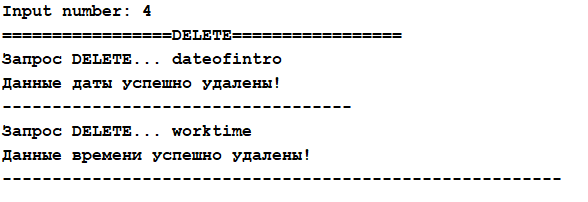 Input number: 4
=================DELETE=================
Запрос DELETE... dateofintro
Данные даты успешно удалены!
-----------------------------------
Запрос DELETE... worktime
Данные времени успешно удалены!
--------------------------------------------------------